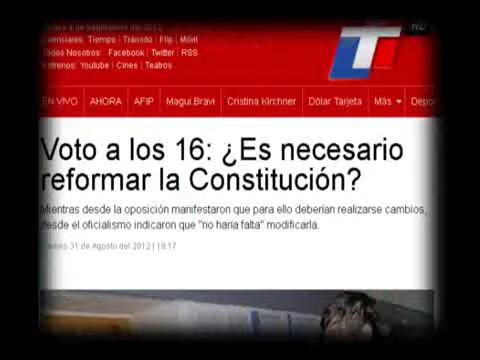 Tiempo | Tránsito | Flip | Móvil
Todos Nosotros: Facebook | Twitter | RSS
Estrenos: Youtube | Cines | Teatros
T
EN VIVO | AHORA | AFIP | Magui Bravi | Cristina Kirchner | Dólar Tarjeta | Más | Depor
Voto a los 16: ¿Es necesario
reformar la Constitución?
Mientras desde la oposición manifestaron que para ello deberían realizarse cambios,
desde el oficialismo indicaron que "no haría falta" modificarla.
31 de Agosto del 2012 | 18:17